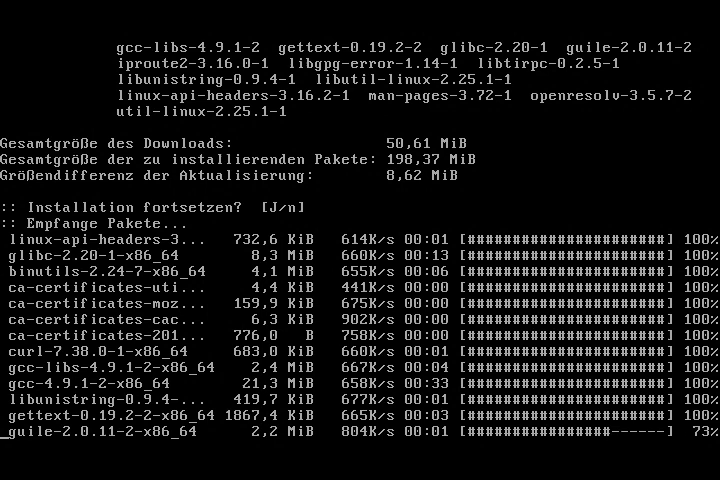 gcc-libs-4.9.1-2  gettext-0.19.2-2  glibc-2.20-1  guile-2.0.11-2
iproute2-3.16.0-1  libgpg-error-1.14-1  libtirpc-0.2.5-1
libunistring-0.9.4-1  libutil-linux-2.25.1-1
linux-api-headers-3.16.2-1  man-pages-3.72-1  openresolv-3.5.7-2
util-linux-2.25.1-1
Gesamtgröße des Downloads:                 50,61 MiB
Gesamtgröße der zu installierenden Pakete: 198,37 MiB
Größendifferenz der Aktualisierung:        8,62 MiB
:: Installation fortsetzen?  [J/n]
:: Empfange Pakete...
linux-api-headers-3...   732,6 KiB   614K/s 00:01 [######################] 100%
glibc-2.20-1-x86_64        8,3 MiB   660K/s 00:13 [######################] 100%
binutils-2.24-7-x86_64     4,1 MiB   655K/s 00:06 [######################] 100%
ca-certificates-uti...     4,4 KiB   441K/s 00:00 [######################] 100%
ca-certificates-moz...   159,9 KiB   675K/s 00:00 [######################] 100%
ca-certificates-cac...     6,3 KiB   902K/s 00:00 [######################] 100%
ca-certificates-201...   776,0   B   758K/s 00:00 [######################] 100%
curl-7.38.0-1-x86_64     683,0 KiB   660K/s 00:01 [######################] 100%
gcc-libs-4.9.1-2-x86_64    2,4 MiB   667K/s 00:04 [######################] 100%
gcc-4.9.1-2-x86_64        21,3 MiB   658K/s 00:33 [######################] 100%
libunistring-0.9.4-...   419,7 KiB   677K/s 00:01 [######################] 100%
gettext-0.19.2-2-x86_64 1867,4 KiB   665K/s 00:03 [######################] 100%
_guile-2.0.11-2-x86_64      2,2 MiB   804K/s 00:01 [################------]  73%